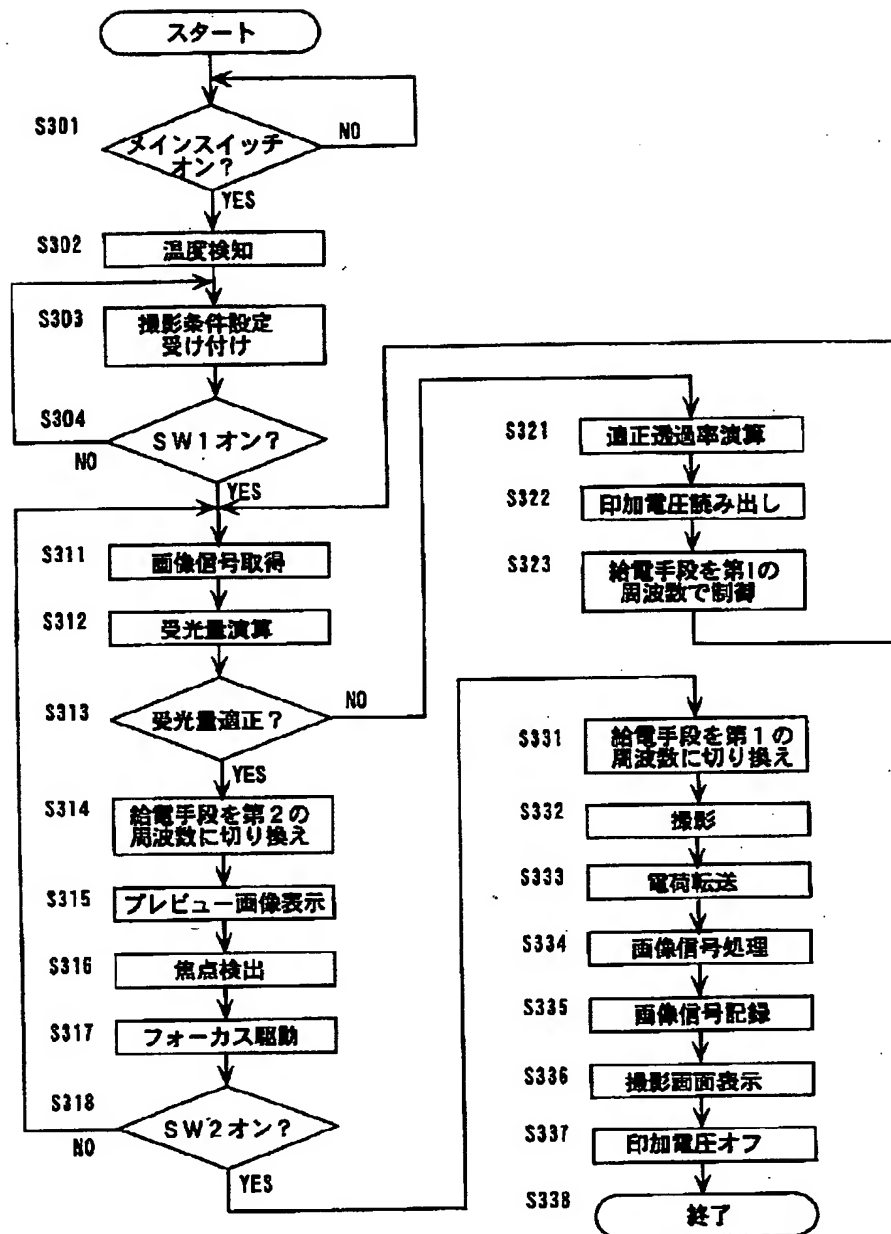 スタート
S301
メインスイッチ
オン？
NO
YES
S302
温度検知
S303
撮影条件設定
受け付け
S304
SW1オン？
NO
YES
S311
画像信号取得
S312
受光量演算
S313
受光量適正？
NO
YES
S314
給電手段を第２の
周波数に切り換え
S315
プレビュー画像表示
S316
焦点検出
S317
フォーカス駆動
S318
SW2オン？
NO
YES
S321
適正透過率演算
S322
印加電圧読み出し
S323
給電手段を第1の
周波数で制御
S331
給電手段を第１の
周波数に切り換え
S332
撮影
S333
電荷転送
S334
画像信号処理
S335
画像信号記録
S336
撮影画面表示
S337
印加電圧オフ
S338
終了